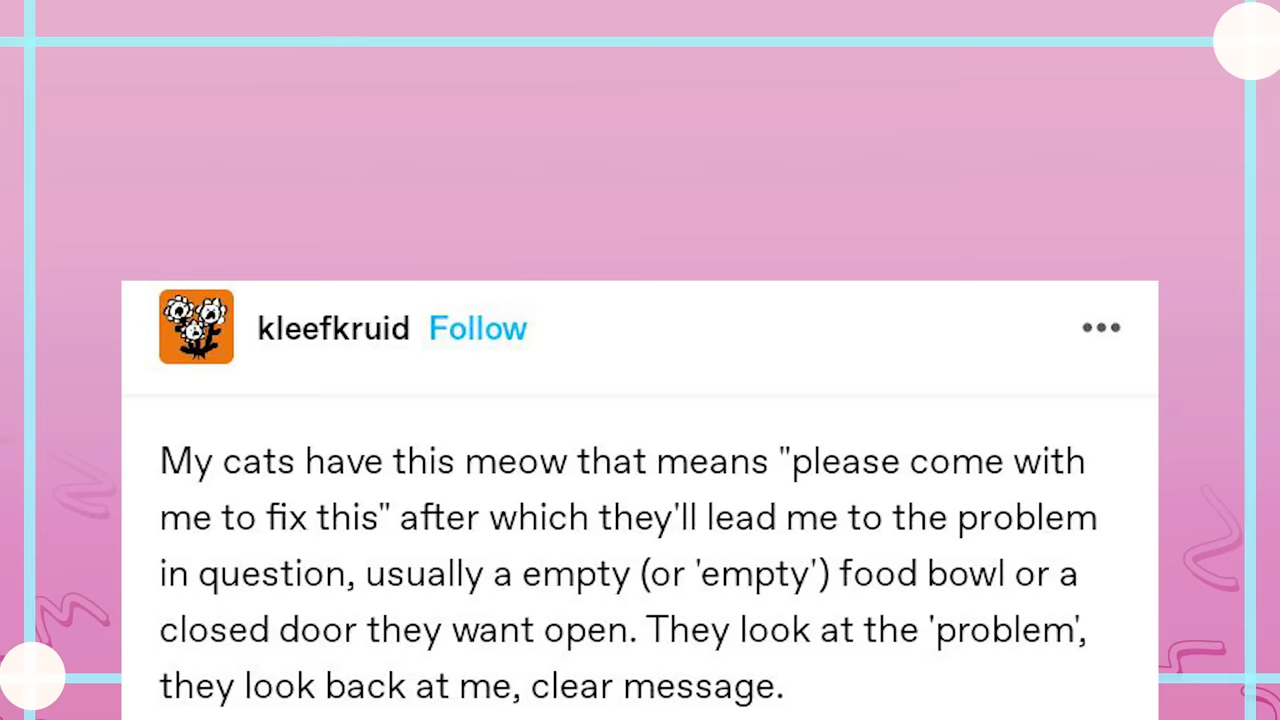 kleefkruid Follow
My cats have this meow that means "please come with
me to fix this" after which they'll lead me to the problem
in question, usually a empty (or 'empty') food bowl or a
closed door they want open. They look at the 'problem',
they look back at me, clear message.